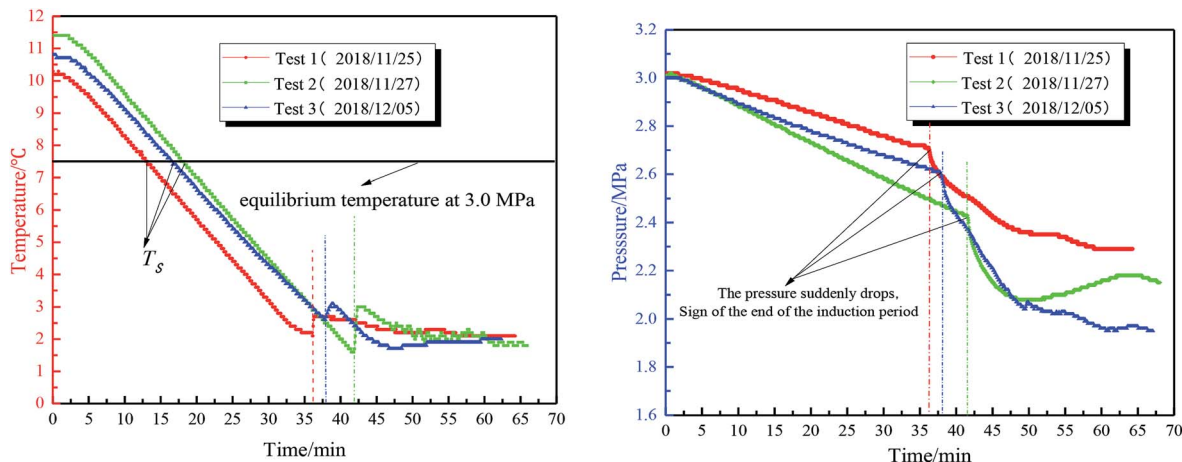 Temperature/°C
12
11
10
9
8
7
6
5
4
3
2
1
0
Test 1( 2018/11/25)
Test 2( 2018/11/27)
Test 3( 2018/12/05)
equilibrium temperature at 3.0 MPa
Ts
0 5 10 15 20 25 30 35 40 45 50 55 60 65 70
Time/min
Presssure/MPa
3.2
3.0
2.8
2.6
2.4
2.2
2.0
1.8
1.6
Test 1( 2018/11/25)
Test 2( 2018/11/27)
Test 3( 2018/12/05)
The pressure suddenly drops,
Sign of the end of the induction period
0 5 10 15 20 25 30 35 40 45 50 55 60 65 70
Time/min